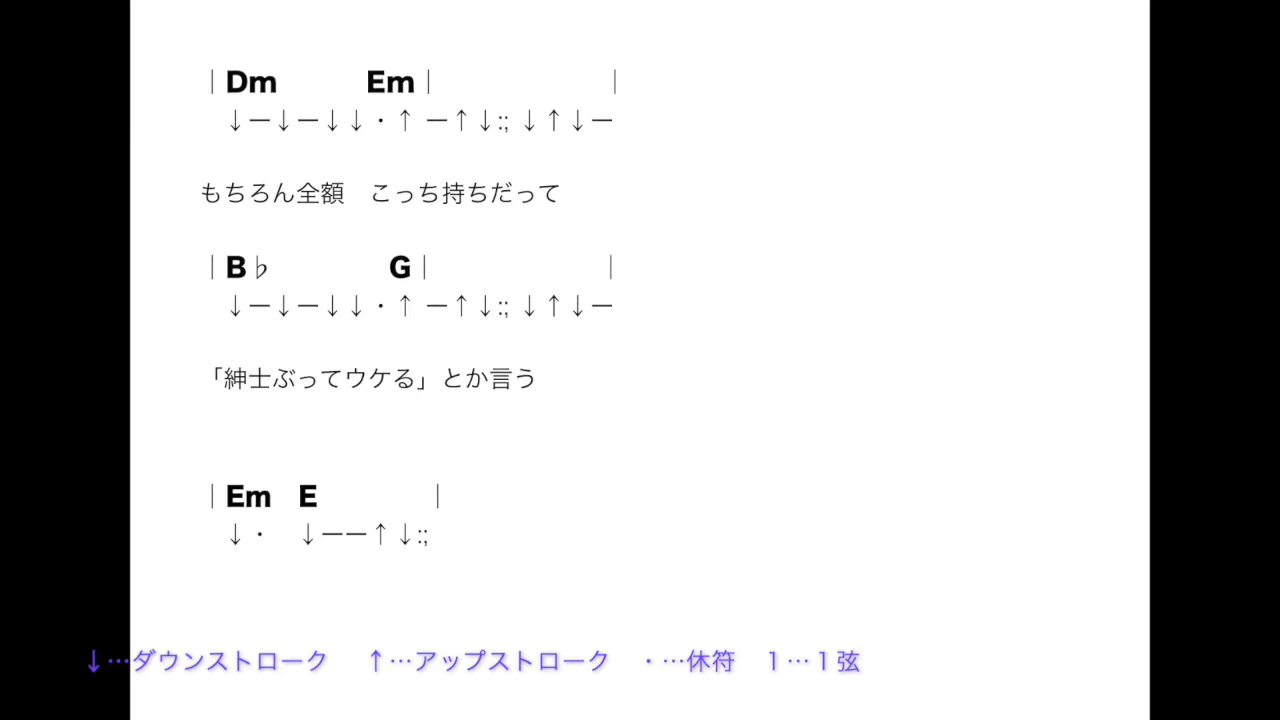 ｜Dm Em｜ ｜
↓ー↓ー↓↓・↑ ー↑↓:; ↓↑↓ー
もちろん全額　こっち持ちだって
｜B♭ G｜ ｜
↓ー↓ー↓↓・↑ ー↑↓:; ↓↑↓ー
「紳士ぶってウケる」とか言う
｜Em E ｜
↓・ ↓ーー↑↓:;
↓…ダウンストローク　↑…アップストローク　・…休符　１…１弦